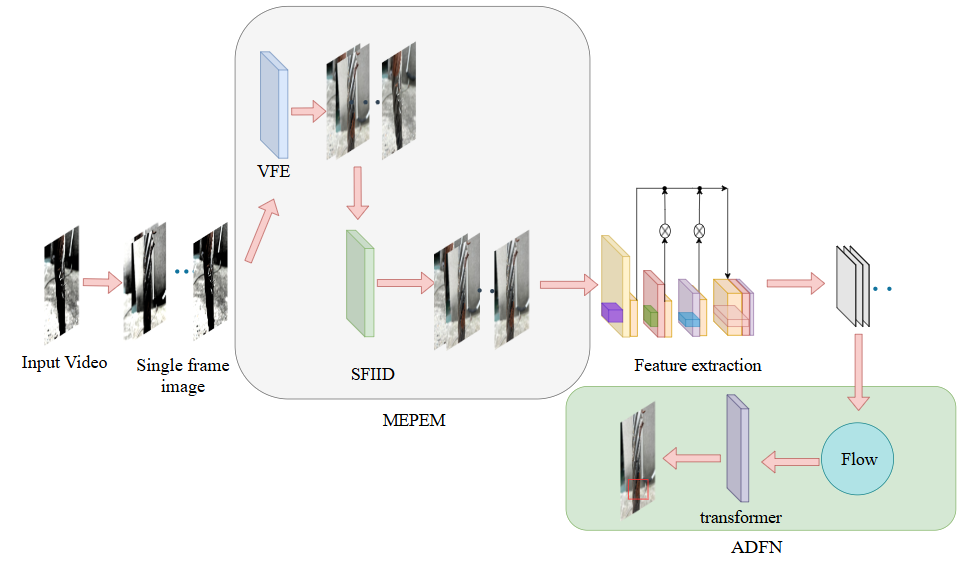 VFE
SFIID
Input Video
Single frame
image
Feature extraction
MEPEM
Flow
transformer
ADFN